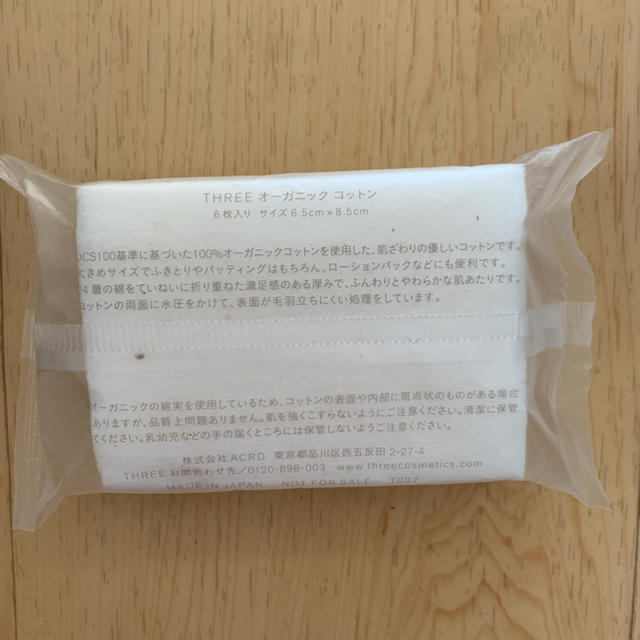 THREE オーガニック コットン
6枚入り サイズ 6.5cm×8.5cm
OCS100基準に基づいた100%オーガニックコットンを使用した、肌ざわりの優しいコットンです。
大きめサイズでふきとりやパッティングはもちろん、ローションパックなどにも便利です。
4層の綿をていねいに折り重ねた満足感のある厚みで、ふんわりとやわらかな肌あたりです。
コットンの両面に水圧をかけて、表面が毛羽立ちにくい処理をしています。
オーガニックの綿実を使用しているため、コットンの表面や内部に斑点状のものがある場合
ありますが、品質上問題ありません。肌を強くこすらないようにご注意ください。清潔に保管
てください。乳幼児などの手の届くところには保管しないようにご注意ください。
株式会社ACRO 東京都品川区西五反田2-27-4
THREEお問合わせ先/0120-898-003 www.threecosmetics.com
MADE IN JAPAN NOT FOR SALE T027